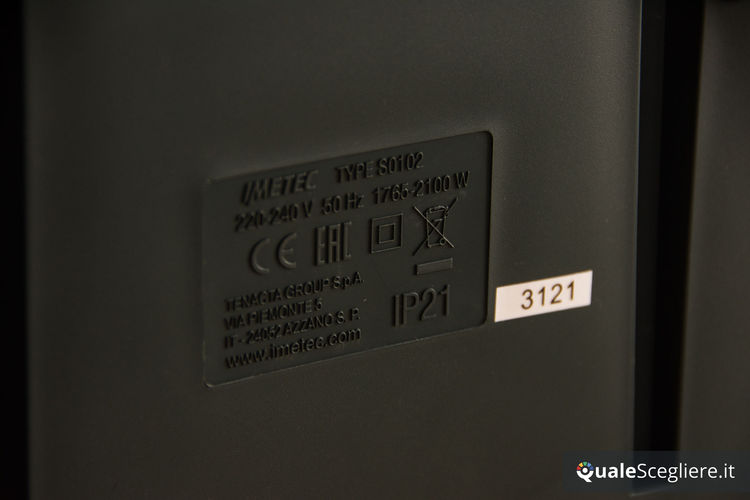 IMETEC TYPE S0102
220-240 V 50 Hz 1765-2100 W
CE EAC
TENACTA GROUP S.p.A.
VIA PIEMONTE 5
IT - 24052 AZZANO S. P.
www.imetec.com
IP21
3121
QualeScegliere.it